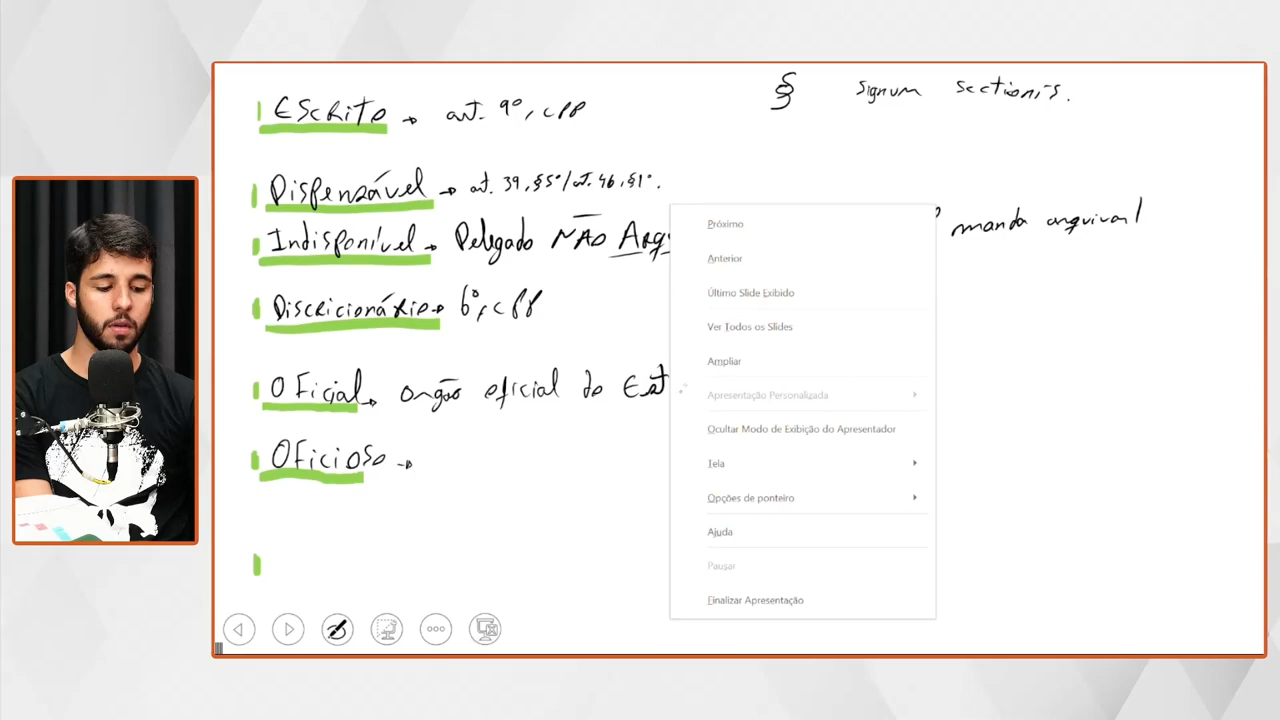 Escrito → art. 9º, CPP
§ signum sectionis.
Dispensável → art. 39, §5º/art. 46, §1º.
Indisponível → Delegado NÃO Arq
manda arquivar!
Discricionário → 6º, CPP
Oficial → orgão oficial do Est
Oficioso →
Próximo
Anterior
Último Slide Exibido
Ver Todos os Slides
Ampliar
Apresentação Personalizada
Ocultar Modo de Exibição do Apresentador
Tela
Opções de ponteiro
Ajuda
Pausar
Finalizar Apresentação